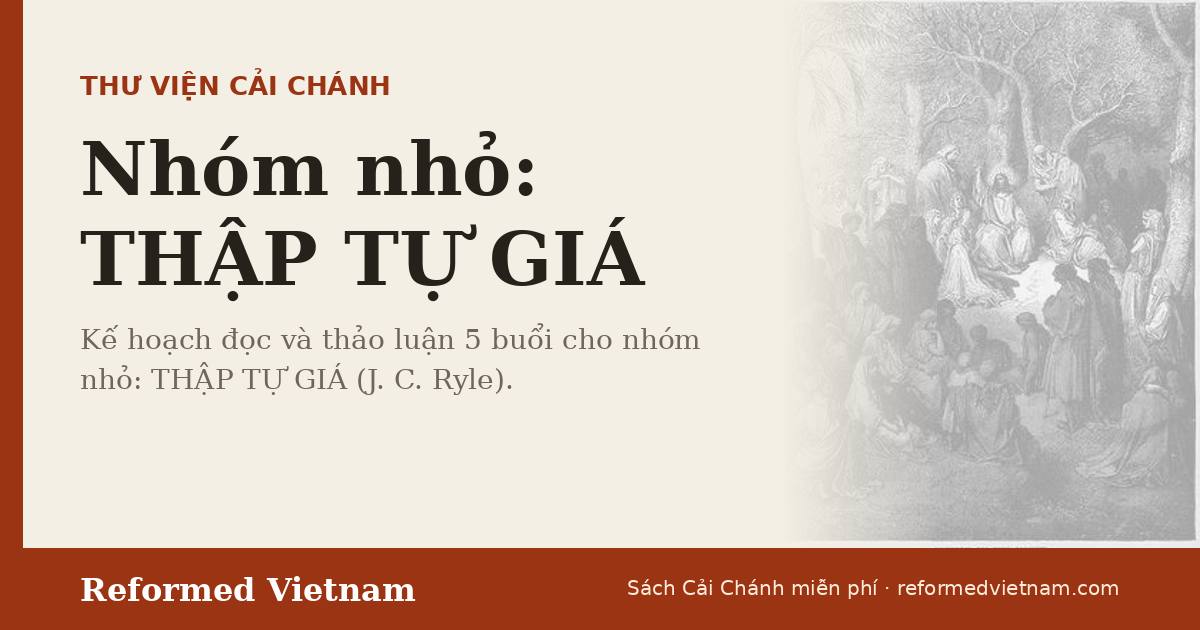 THƯ VIỆN CẢI CHÁNH
Nhóm nhỏ:
THẬP TỰ GIÁ
Kế hoạch đọc và thảo luận 5 buổi cho nhóm
nhỏ: THẬP TỰ GIÁ (J. C. Ryle).
Reformed Vietnam
Sách Cải Chánh miễn phí · reformedvietnam.com